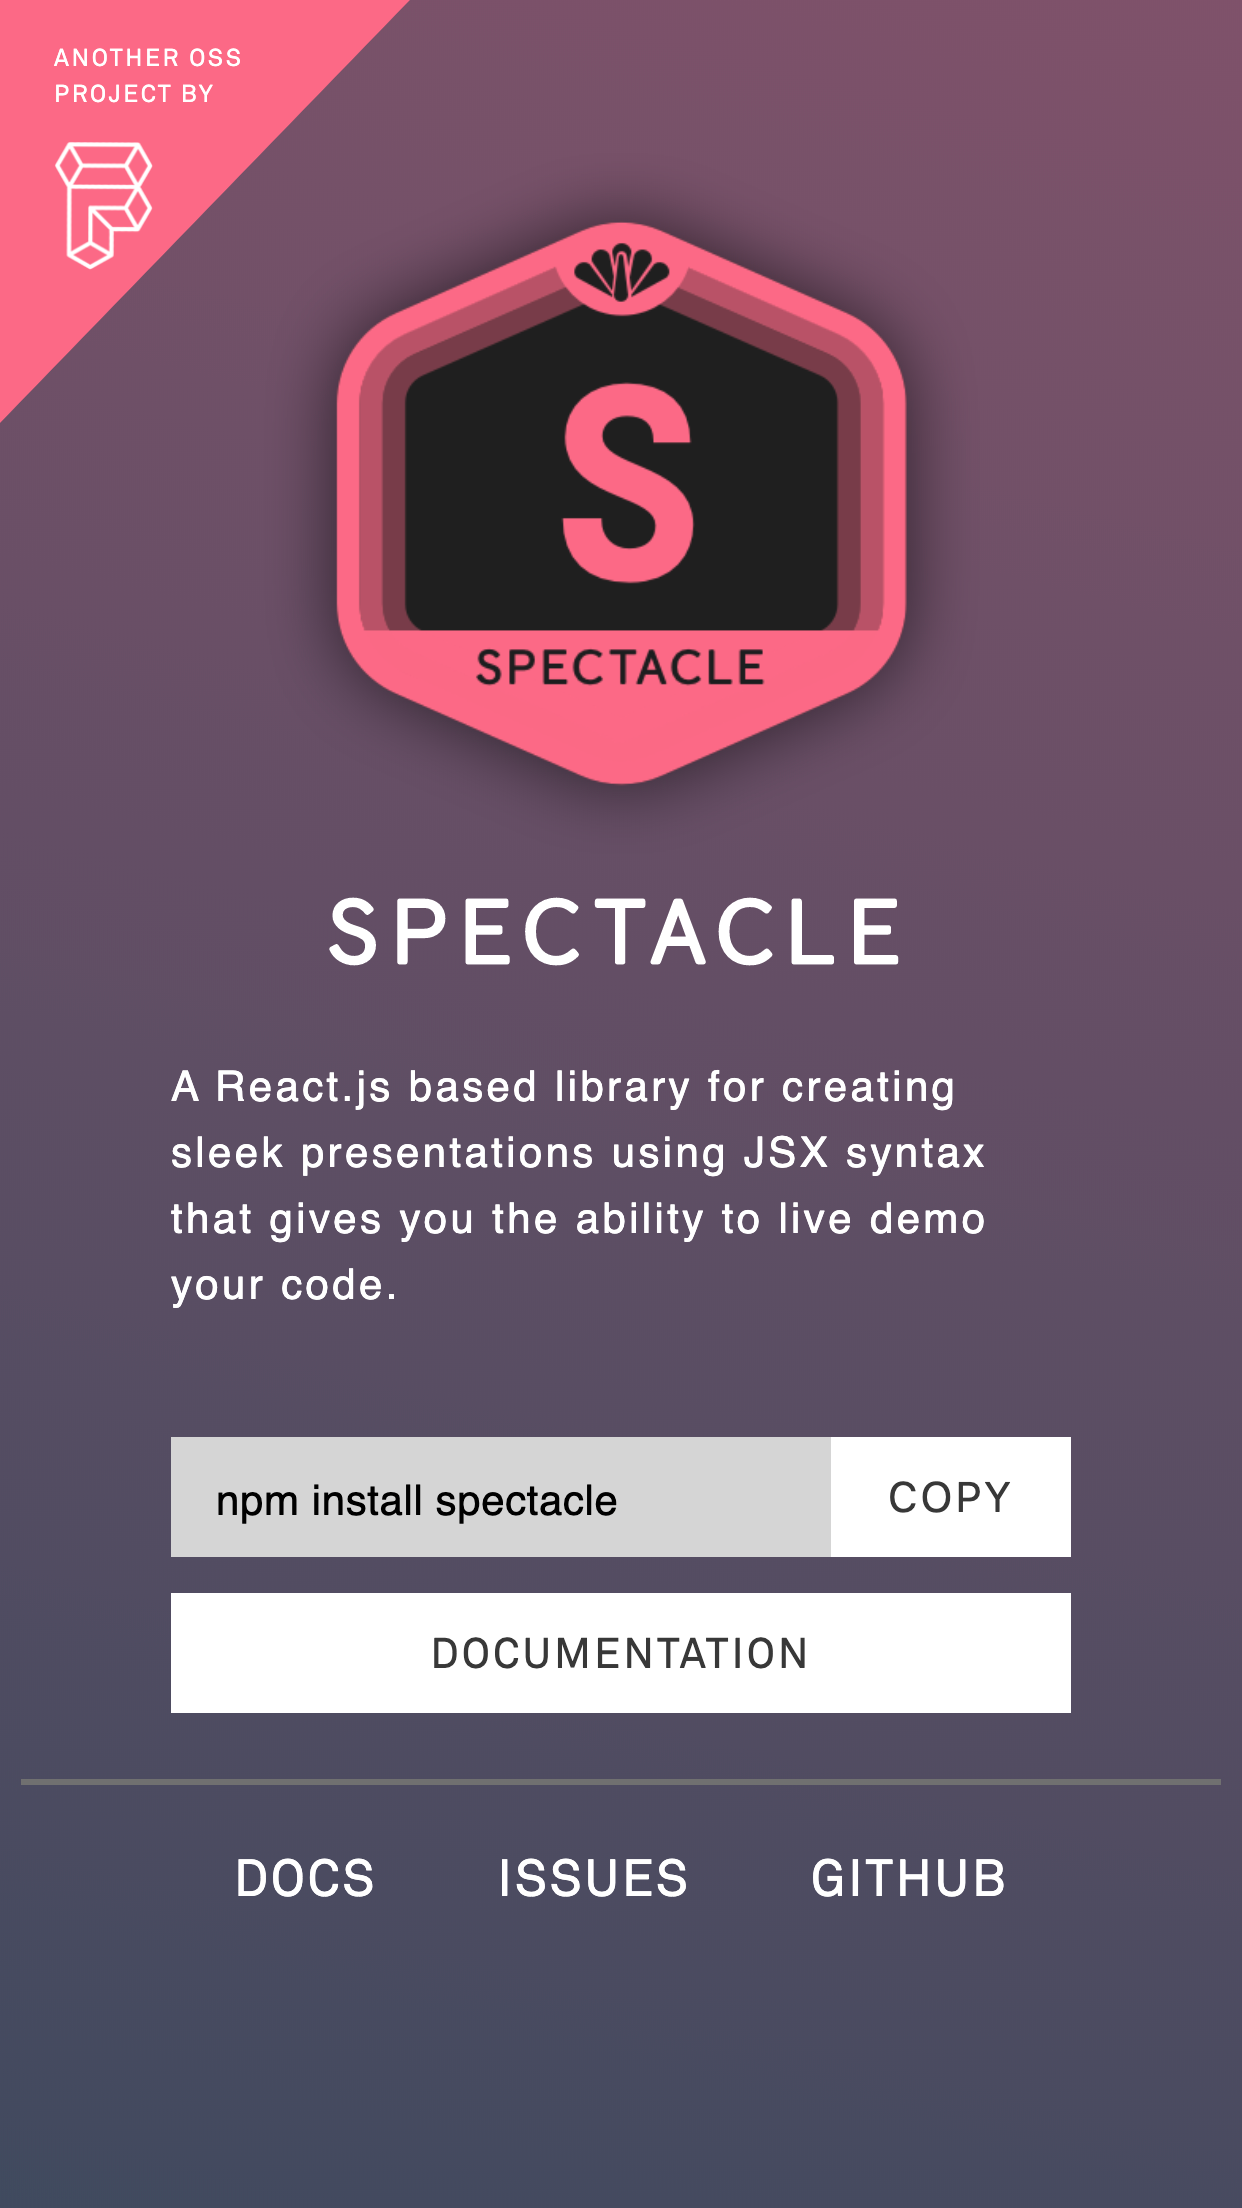 ANOTHER OSS
PROJECT BY
S
SPECTACLE
SPECTACLE
A React.js based library for creating
sleek presentations using JSX syntax
that gives you the ability to live demo
your code.
npm install spectacle
COPY
DOCUMENTATION
DOCS ISSUES GITHUB